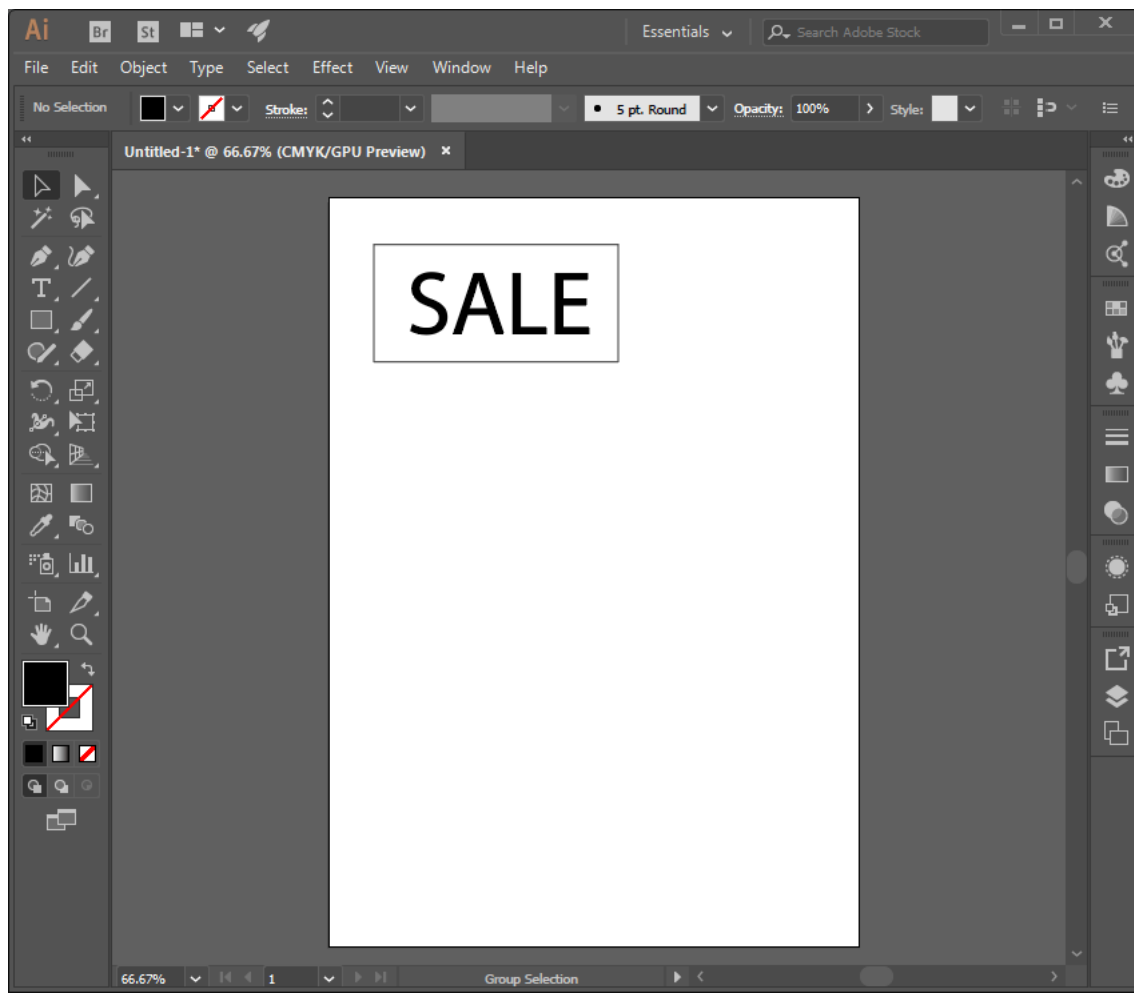 Ai Br St Essentials Search Adobe Stock
File Edit Object Type Select Effect View Window Help
No Selection Stroke: 5 pt. Round Opacity: 100% Style:
Untitled-1* @ 66.67% (CMYK/GPU Preview) ×
SALE
66.67% 1 Group Selection